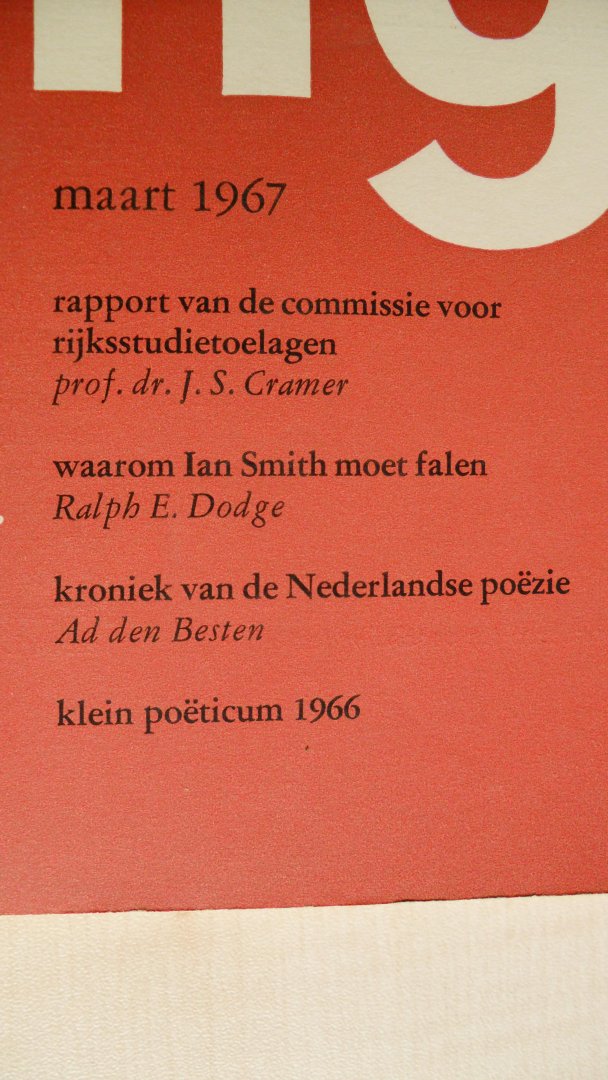 ng
maart 1967
rapport van de commissie voor
rijksstudietoelagen
prof. dr. J. S. Cramer
waarom Ian Smith moet falen
Ralph E. Dodge
kroniek van de Nederlandse poëzie
Ad den Besten
klein poëticum 1966